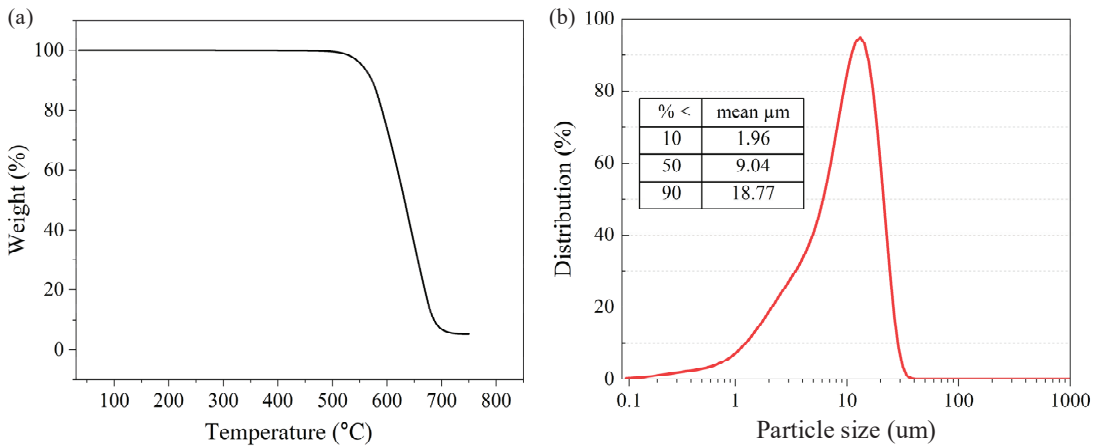 (a)
100
80
60
40
20
0
Weight (%)
100 200 300 400 500 600 700 800
Temperature (°C)
(b)
100
80
60
40
20
0
Distribution (%)
% < mean µm
10 1.96
50 9.04
90 18.77
0.1 1 10 100 1000
Particle size (um)